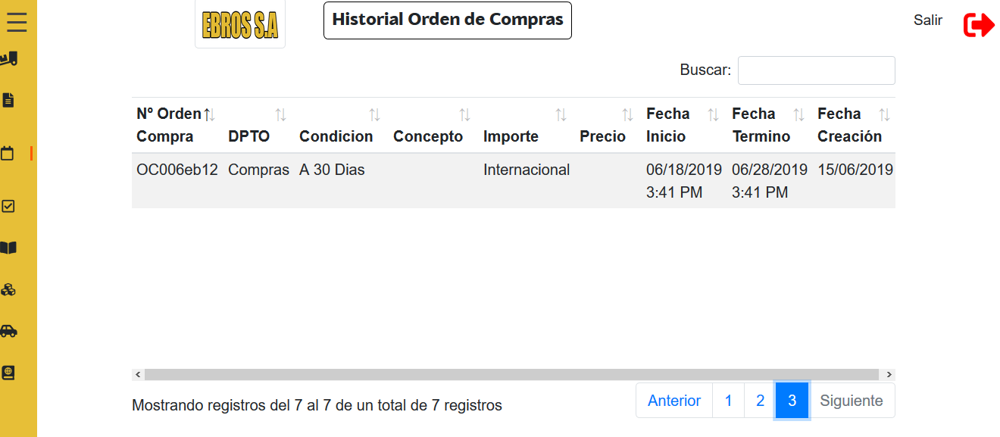 EBROS S.A
Historial Orden de Compras
Salir
Buscar:
Nº Orden Compra
DPTO
Condicion
Concepto
Importe
Precio
Fecha Inicio
Fecha Termino
Fecha Creación
OC006eb12 Compras A 30 Dias Internacional 06/18/2019 3:41 PM 06/28/2019 3:41 PM 15/06/2019
Mostrando registros del 7 al 7 de un total de 7 registros
Anterior 1 2 3 Siguiente